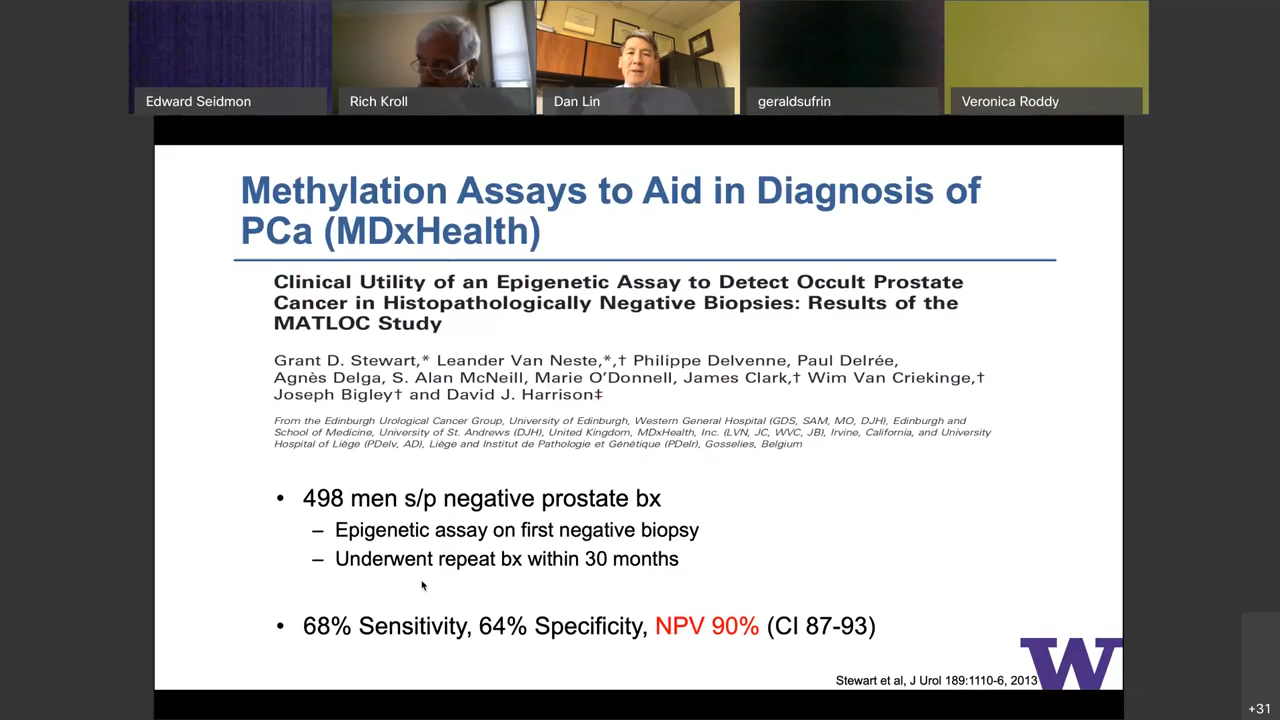 Edward Seidmon
Rich Kroll
Dan Lin
geraldsufrin
Veronica Roddy
Methylation Assays to Aid in Diagnosis of
PCa (MDxHealth)
Clinical Utility of an Epigenetic Assay to Detect Occult Prostate
Cancer in Histopathologically Negative Biopsies: Results of the
MATLOC Study
Grant D. Stewart,* Leander Van Neste,*,† Philippe Delvenne, Paul Delrée,
Agnès Delga, S. Alan McNeill, Marie O'Donnell, James Clark,† Wim Van Criekinge,†
Joseph Bigley† and David J. Harrison‡
From the Edinburgh Urological Cancer Group, University of Edinburgh, Western General Hospital (GDS, SAM, MO, DJH), Edinburgh and
School of Medicine, University of St. Andrews (DJH), United Kingdom, MDxHealth, Inc. (LVN, JC, WVC, JB), Irvine, California, and University
Hospital of Liège (PDelv, AD), Liège and Institut de Pathologie et Génétique (PDelr), Gosselies, Belgium
• 498 men s/p negative prostate bx
– Epigenetic assay on first negative biopsy
– Underwent repeat bx within 30 months
• 68% Sensitivity, 64% Specificity, NPV 90% (CI 87-93)
Stewart et al, J Urol 189:1110-6, 2013
W
+31